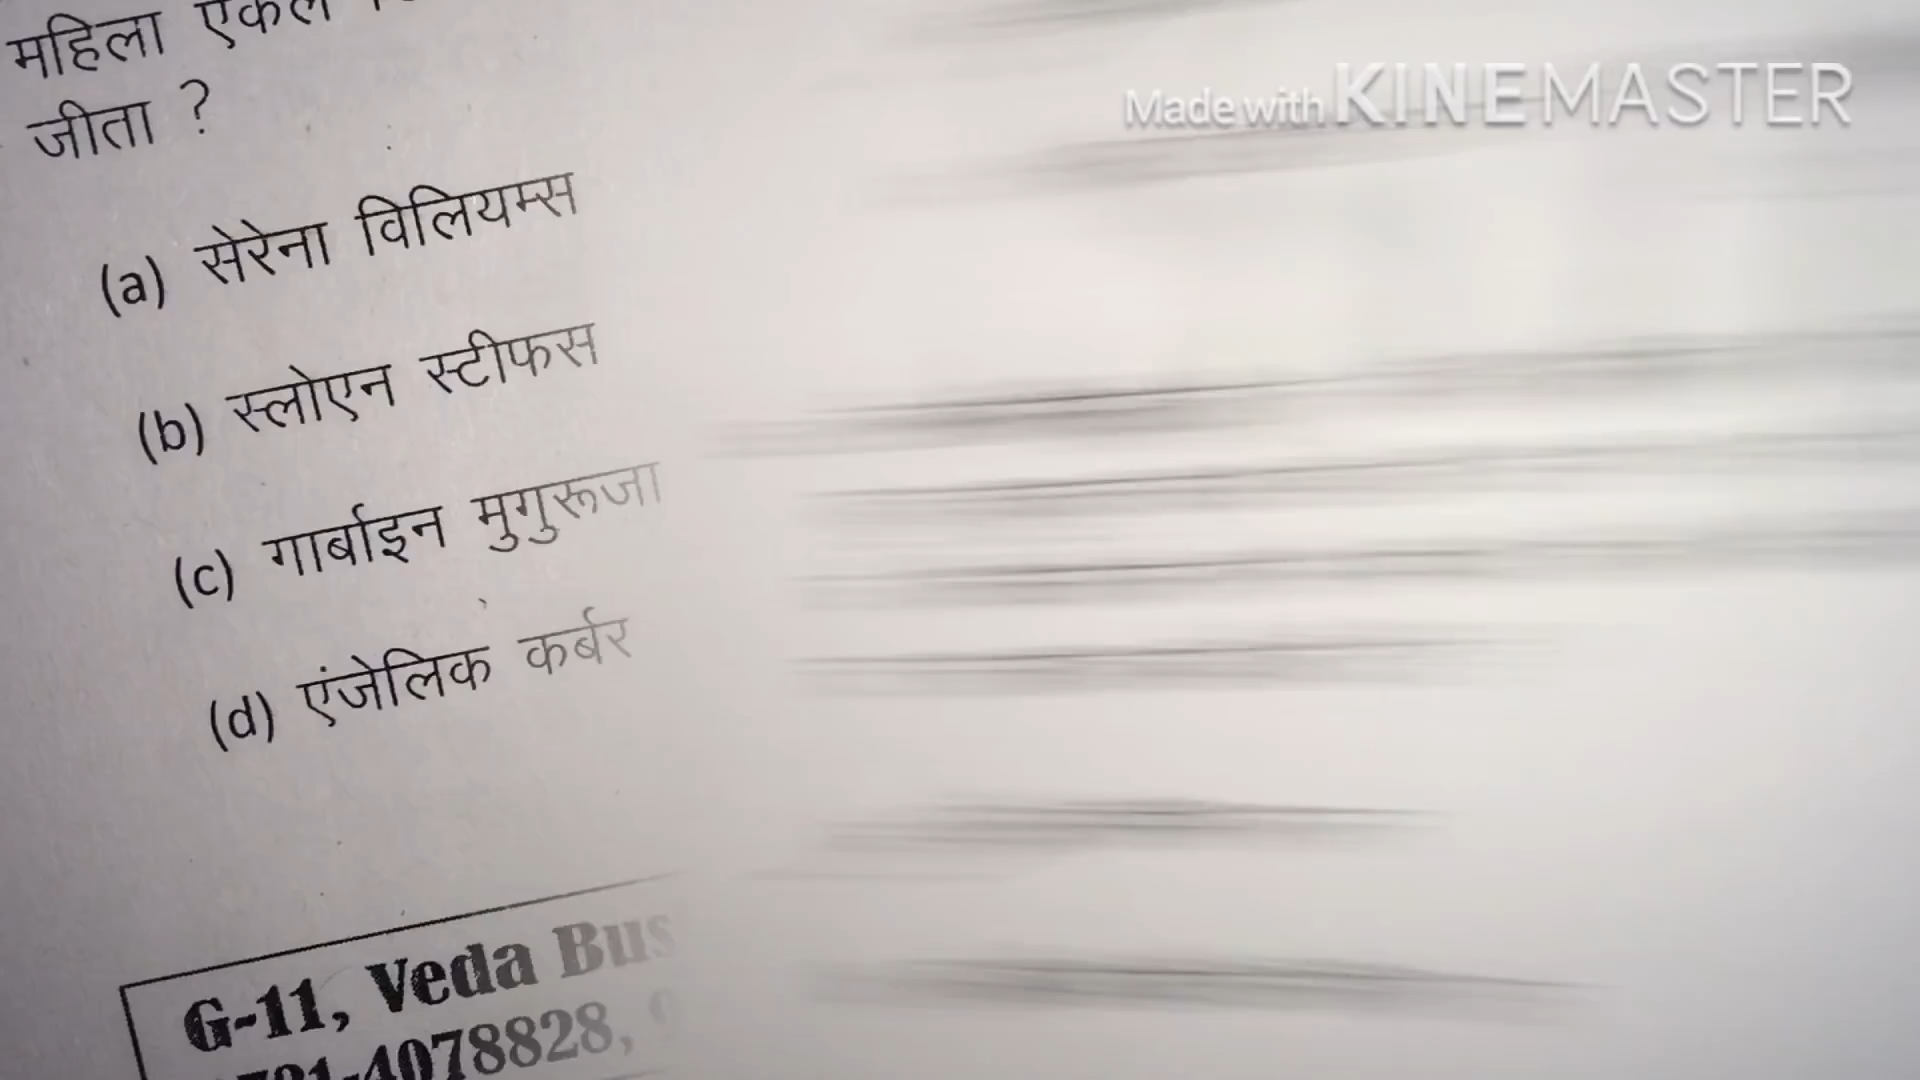 महिला एकल
जीता ?
Made with KINEMASTER
(a) सेरेना विलियम्स
(b) स्लोएन स्टीफस
(c) गार्बाइन मुगुरूजा
(d) एंजेलिक कर्बर
G-11, Veda Bus
4078828,